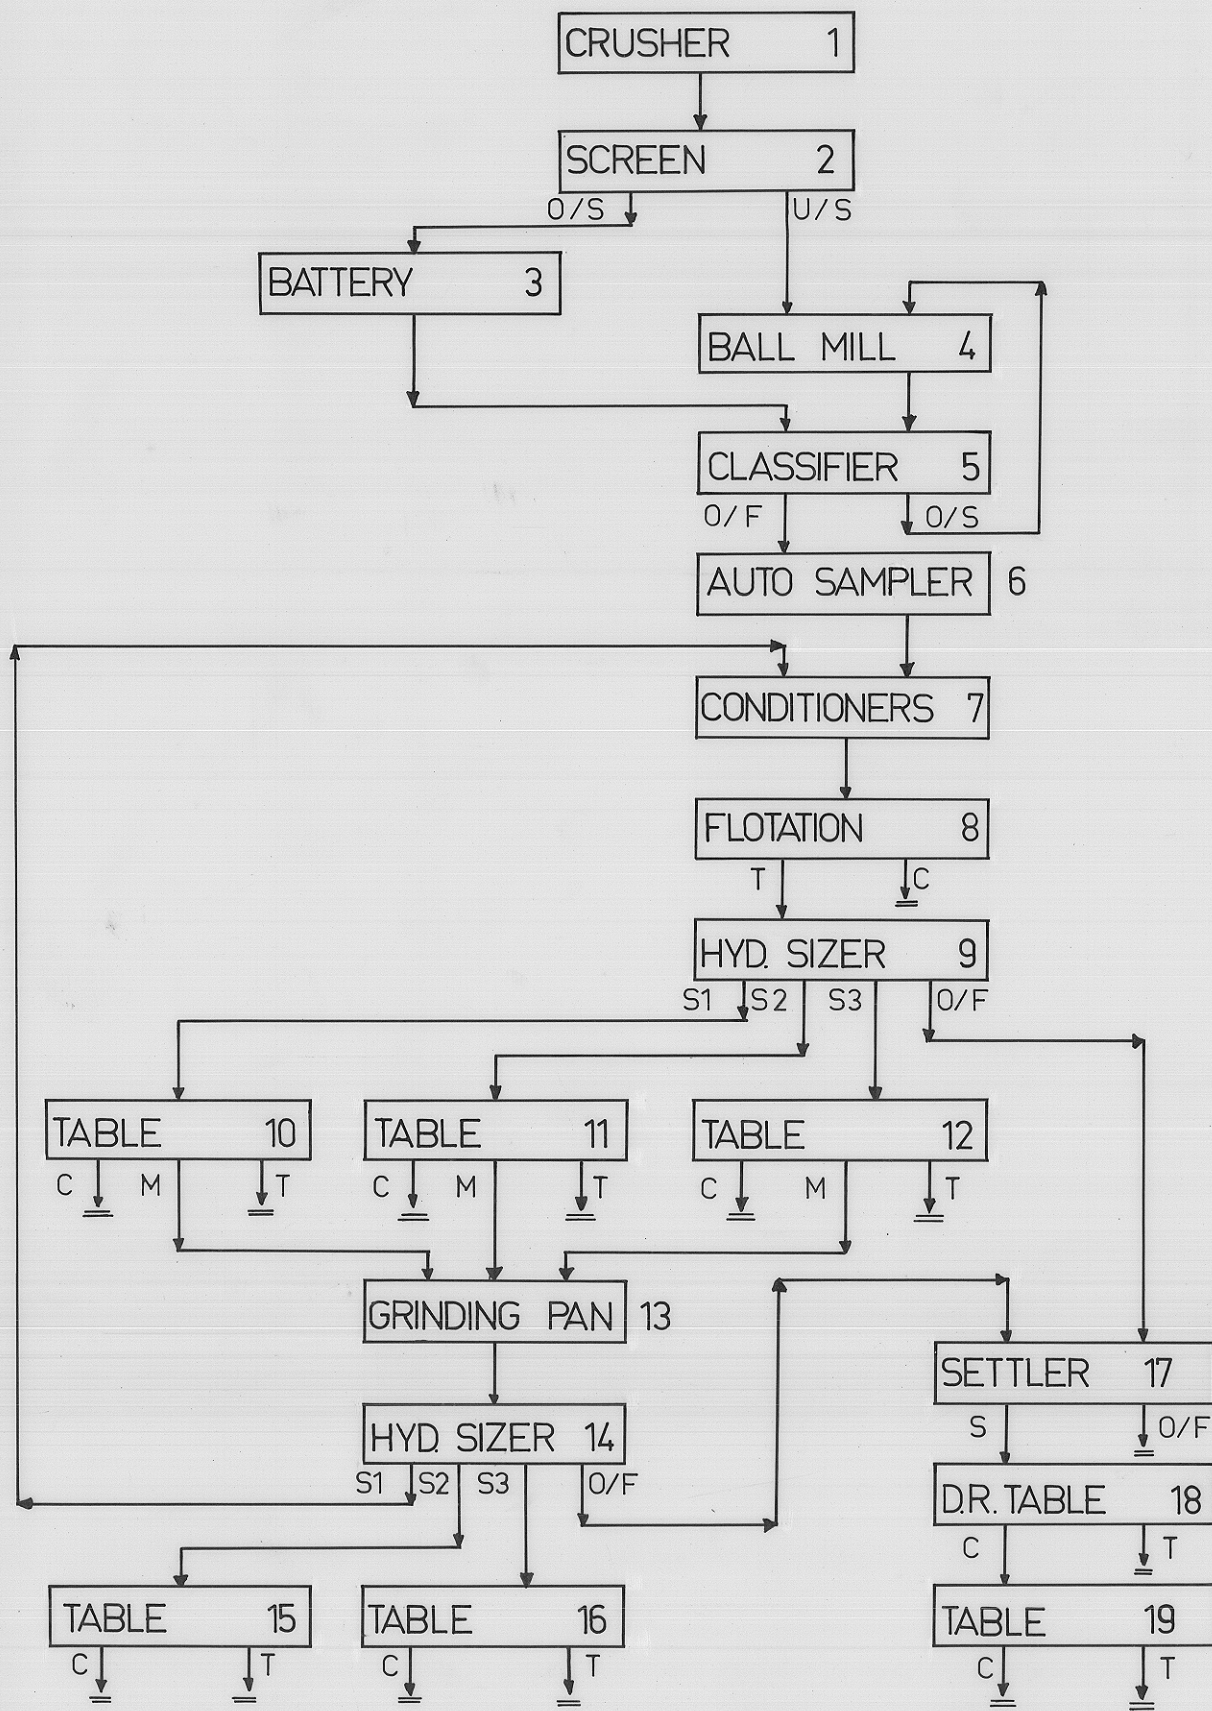 CRUSHER 1
SCREEN 2
O/S U/S
BATTERY 3
BALL MILL 4
CLASSIFIER 5
O/F O/S
AUTO SAMPLER 6
CONDITIONERS 7
FLOTATION 8
T C
HYD. SIZER 9
S1 S2 S3 O/F
TABLE 10 TABLE 11 TABLE 12
C M T C M T C M T
GRINDING PAN 13
SETTLER 17
S O/F
HYD. SIZER 14
S1 S2 S3 O/F
D.R. TABLE 18
C T
TABLE 15 TABLE 16 TABLE 19
C T C T C T